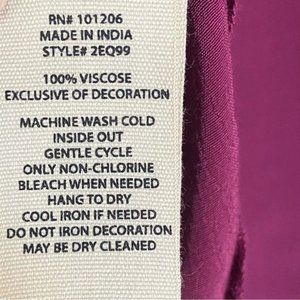 RN# 101206
MADE IN INDIA
STYLE# 2EQ99
100% VISCOSE
EXCLUSIVE OF DECORATION
MACHINE WASH COLD
INSIDE OUT
GENTLE CYCLE
ONLY NON-CHLORINE
BLEACH WHEN NEEDED
HANG TO DRY
COOL IRON IF NEEDED
DO NOT IRON DECORATION
MAY BE DRY CLEANED